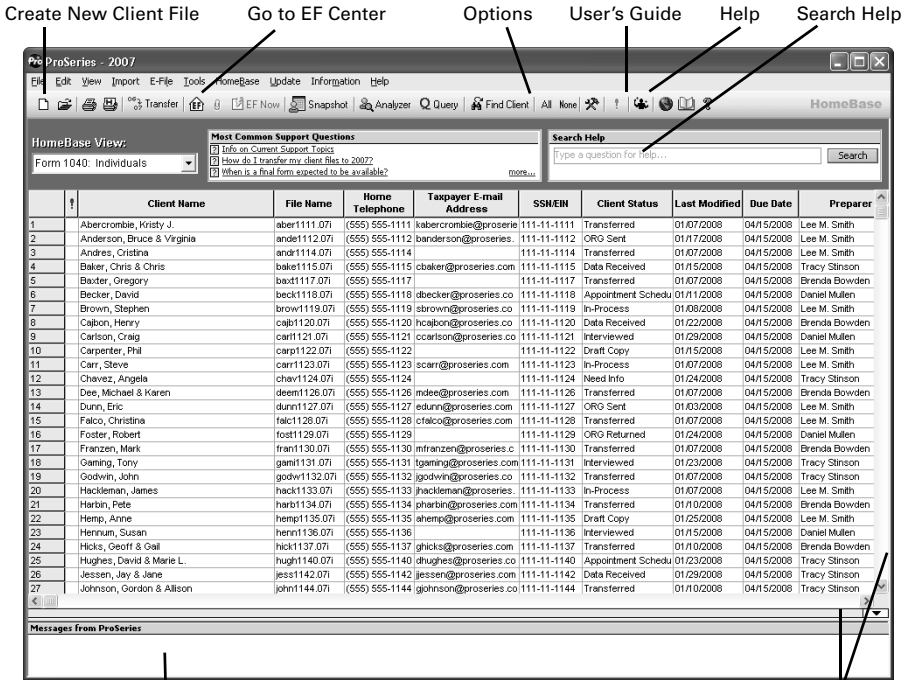 Create New Client File Go to EF Center Options User's Guide Help Search Help
Pro ProSeries - 2007
File Edit View Import E-File Tools HomeBase Update Information Help
Transfer EF EF Now Snapshot Analyzer Query Find Client All None HomeBase
HomeBase View:
Form 1040: Individuals
Most Common Support Questions
Info on Current Support Topics
How do I transfer my client files to 2007?
When is a final form expected to be available?
more...
Search Help
Type a question for help...
Search
! Client Name File Name Home Telephone Taxpayer E-mail Address SSN/EIN Client Status Last Modified Due Date Preparer
1 Abercrombie, Kristy J. aber1111.07i (555) 555-1111 kabercrombie@proserie 111-11-1111 Transferred 01/07/2008 04/15/2008 Lee M. Smith
2 Anderson, Bruce & Virginia ande1112.07i (555) 555-1112 banderson@proseries. 111-11-1112 ORG Sent 01/17/2008 04/15/2008 Lee M. Smith
3 Andres, Cristina andr1114.07i (555) 555-1114 111-11-1114 Transferred 01/07/2008 04/15/2008 Lee M. Smith
4 Baker, Chris & Chris bake1115.07i (555) 555-1115 cbaker@proseries.com 111-11-1115 Data Received 01/15/2008 04/15/2008 Tracy Stinson
5 Baxter, Gregory baxt1117.07i (555) 555-1117 111-11-1117 Transferred 01/07/2008 04/15/2008 Brenda Bowden
6 Becker, David beck1118.07i (555) 555-1118 dbecker@proseries.co 111-11-1118 Appointment Schedu 01/11/2008 04/15/2008 Daniel Mullen
7 Brown, Stephen brow1119.07i (555) 555-1119 sbrown@proseries.co 111-11-1119 In-Process 01/08/2008 04/15/2008 Lee M. Smith
8 Cajbon, Henry cajb1120.07i (555) 555-1120 hcajbon@proseries.co 111-11-1120 Data Received 01/22/2008 04/15/2008 Brenda Bowden
9 Carlson, Craig carl1121.07i (555) 555-1121 ccarlson@proseries.co 111-11-1121 Interviewed 01/29/2008 04/15/2008 Daniel Mullen
10 Carpenter, Phil carp1122.07i (555) 555-1122 111-11-1122 Draft Copy 01/15/2008 04/15/2008 Lee M. Smith
11 Carr, Steve carr1123.07i (555) 555-1123 scarr@proseries.com 111-11-1123 In-Process 01/07/2008 04/15/2008 Lee M. Smith
12 Chavez, Angela chav1124.07i (555) 555-1124 111-11-1124 Need Info 01/24/2008 04/15/2008 Tracy Stinson
13 Dee, Michael & Karen deem1126.07i (555) 555-1126 mdee@proseries.com 111-11-1126 Transferred 01/07/2008 04/15/2008 Brenda Bowden
14 Dunn, Eric dunn1127.07i (555) 555-1127 edunn@proseries.com 111-11-1127 ORG Sent 01/03/2008 04/15/2008 Lee M. Smith
15 Falco, Christina falc1128.07i (555) 555-1128 cfalco@proseries.com 111-11-1128 Transferred 01/07/2008 04/15/2008 Lee M. Smith
16 Foster, Robert fost1129.07i (555) 555-1129 111-11-1129 ORG Returned 01/24/2008 04/15/2008 Daniel Mullen
17 Franzen, Mark fran1130.07i (555) 555-1130 mfranzen@proseries.c 111-11-1130 Transferred 01/07/2008 04/15/2008 Brenda Bowden
18 Gaming, Tony gami1131.07i (555) 555-1131 tgaming@proseries.com 111-11-1131 Interviewed 01/23/2008 04/15/2008 Tracy Stinson
19 Godwin, John godw1132.07i (555) 555-1132 jgodwin@proseries.co 111-11-1132 Transferred 01/07/2008 04/15/2008 Tracy Stinson
20 Hackleman, James hack1133.07i (555) 555-1133 jhackleman@proseries. 111-11-1133 In-Process 01/07/2008 04/15/2008 Lee M. Smith
21 Harbin, Pete harb1134.07i (555) 555-1134 pharbin@proseries.com 111-11-1134 Transferred 01/10/2008 04/15/2008 Brenda Bowden
22 Hemp, Anne hemp1135.07i (555) 555-1135 ahemp@proseries.com 111-11-1135 Draft Copy 01/25/2008 04/15/2008 Lee M. Smith
23 Hennum, Susan henn1136.07i (555) 555-1136 111-11-1136 Interviewed 01/15/2008 04/15/2008 Daniel Mullen
24 Hicks, Geoff & Gail hick1137.07i (555) 555-1137 ghicks@proseries.com 111-11-1137 Transferred 01/10/2008 04/15/2008 Brenda Bowden
25 Hughes, David & Marie L. hugh1140.07i (555) 555-1140 dhughes@proseries.co 111-11-1140 Appointment Schedu 01/23/2008 04/15/2008 Tracy Stinson
26 Jessen, Jay & Jane jess1142.07i (555) 555-1142 jjessen@proseries.com 111-11-1142 Data Received 01/29/2008 04/15/2008 Tracy Stinson
27 Johnson, Gordon & Allison john1144.07i (555) 555-1144 gjohnson@proseries.co 111-11-1144 Transferred 01/10/2008 04/15/2008 Tracy Stinson
Messages from ProSeries